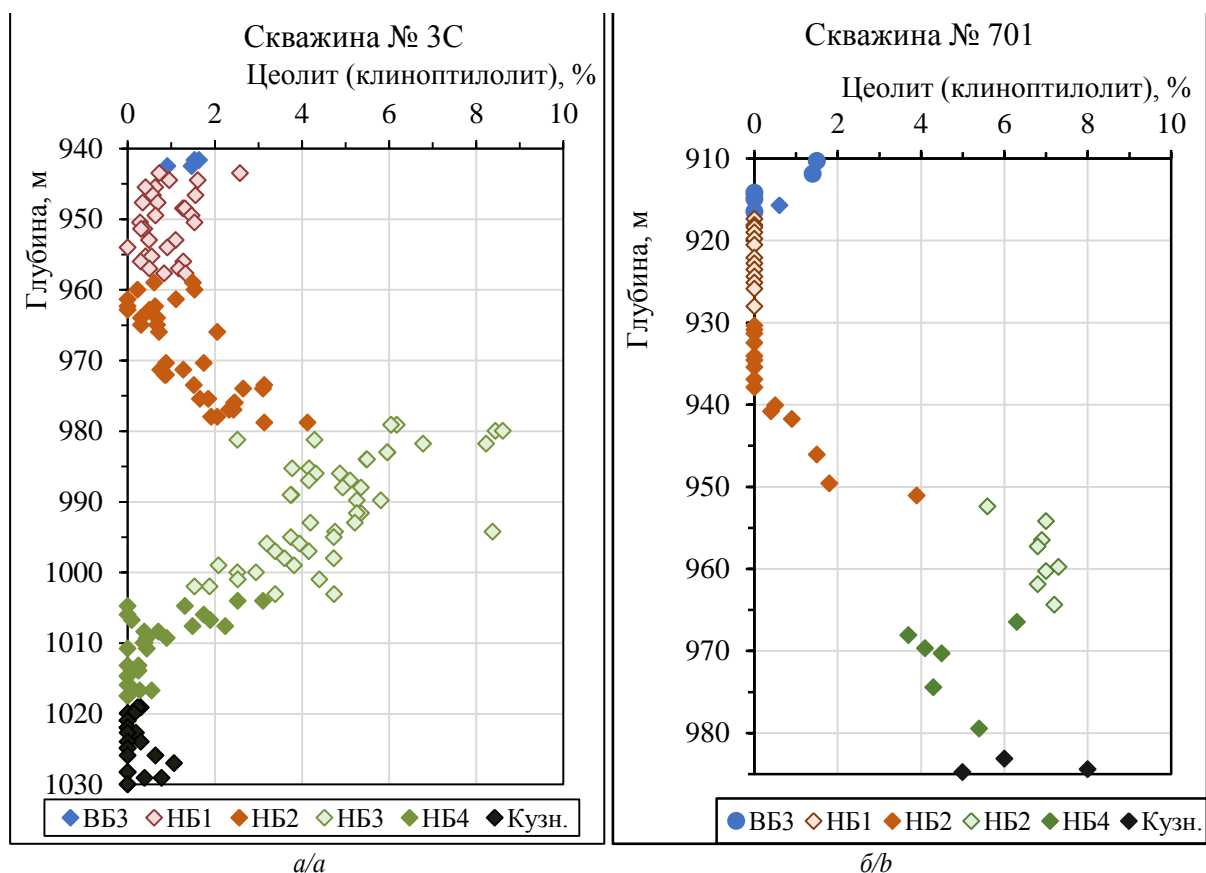 Скважина № 3С
Цеолит (клиноптилолит), %
0 2 4 6 8 10
Глубина, м
940
950
960
970
980
990
1000
1010
1020
1030
ВБ3 НБ1 НБ2 НБ3 НБ4 Кузн.
а/a
Скважина № 701
Цеолит (клиноптилолит), %
0 2 4 6 8 10
Глубина, м
910
920
930
940
950
960
970
980
ВБ3 НБ1 НБ2 НБ2 НБ4 Кузн.
б/b